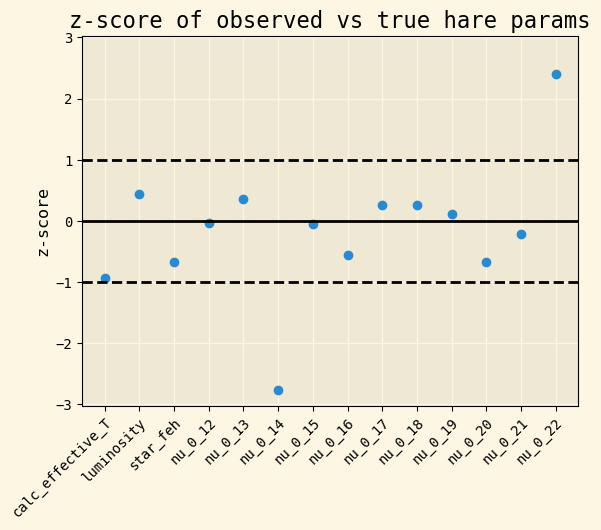 z-score of observed vs true hare params
z-score
3
2
1
0
−1
−2
−3
calc_effective_T
luminosity
star_feh
nu_0_12
nu_0_13
nu_0_14
nu_0_15
nu_0_16
nu_0_17
nu_0_18
nu_0_19
nu_0_20
nu_0_21
nu_0_22